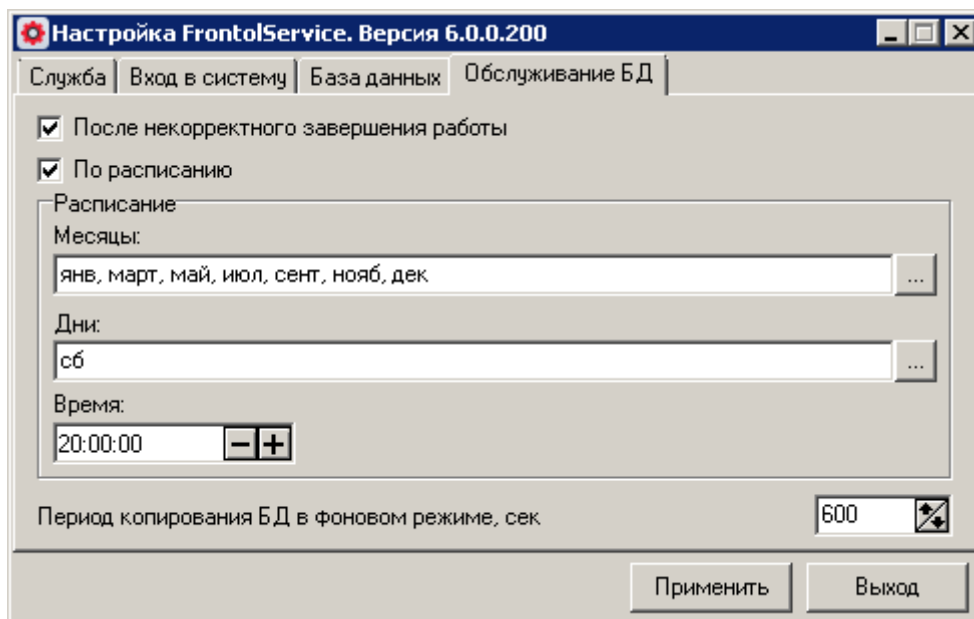 Настройка FrontolService. Версия 6.0.0.200
Служба Вход в систему База данных Обслуживание БД
После некорректного завершения работы
По расписанию
Расписание
Месяцы:
янв, март, май, июл, сент, нояб, дек
...
Дни:
сб
...
Время:
20:00:00
Период копирования БД в фоновом режиме, сек 600
Применить Выход